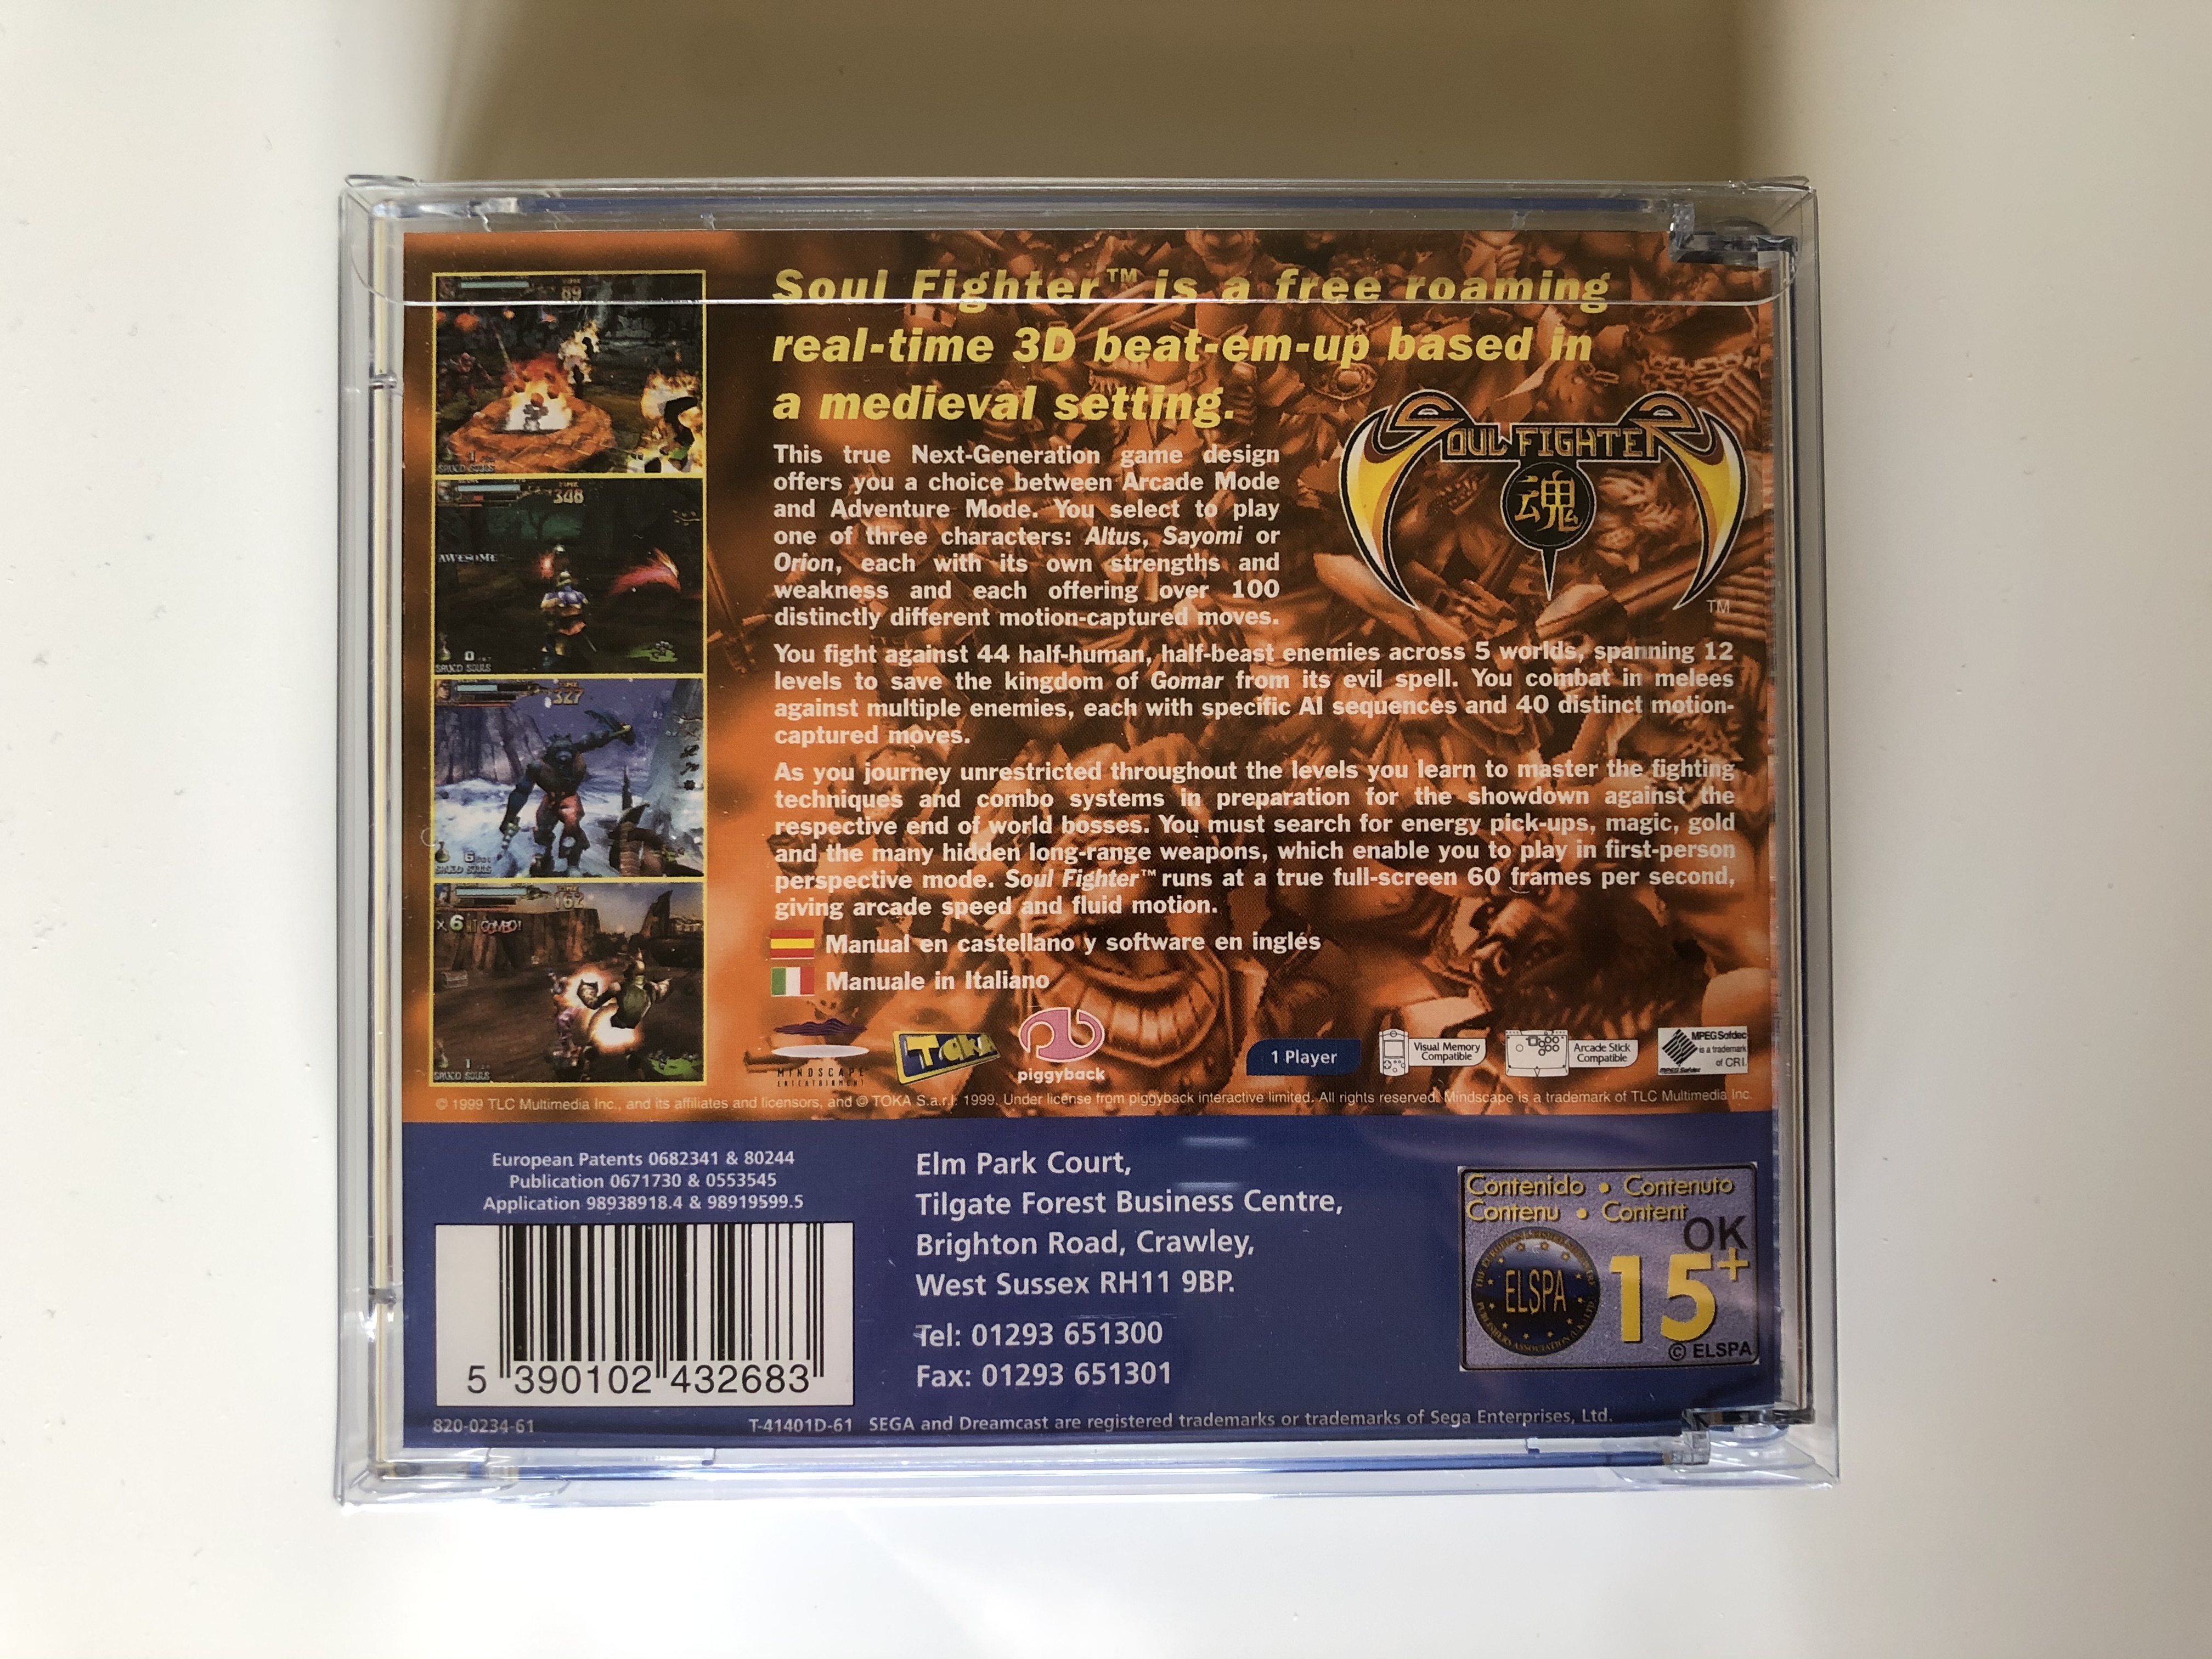 Soul Fighter™ is a free roaming
real-time 3D beat-em-up based in
a medieval setting.
This true Next-Generation game design
offers you a choice between Arcade Mode
and Adventure Mode. You select to play
one of three characters: Altus, Sayomi or
Orion, each with its own strengths and
weakness and each offering over 100
distinctly different motion-captured moves.
SOUL FIGHTER
魂
TM
You fight against 44 half-human, half-beast enemies across 5 worlds, spanning 12
levels to save the kingdom of Gomar from its evil spell. You combat in melees
against multiple enemies, each with specific AI sequences and 40 distinct motion-
captured moves.
As you journey unrestricted throughout the levels you learn to master the fighting
techniques and combo systems in preparation for the showdown against the
respective end of world bosses. You must search for energy pick-ups, magic, gold
and the many hidden long-range weapons, which enable you to play in first-person
perspective mode. Soul Fighter™ runs at a true full-screen 60 frames per second,
giving arcade speed and fluid motion.
Manual en castellano y software en inglés
Manuale in Italiano
89
1
348
AWESOME
0
327
6
162
x 6 HIT COMBO!
1
MINDSCAPE
ENTERTAINMENT
TOKA
piggyback
1 Player
Visual Memory
Compatible
Arcade Stick
Compatible
MPEG Sofdec
is a trademark
of CRI.
MPEG Sofdec
© 1999 TLC Multimedia Inc., and its affiliates and licensors, and © TOKA S.a.r.l. 1999. Under license from piggyback interactive limited. All rights reserved. Mindscape is a trademark of TLC Multimedia Inc.
European Patents 0682341 & 80244
Publication 0671730 & 0553545
Application 98938918.4 & 98919599.5
5 390102 432683
Elm Park Court,
Tilgate Forest Business Centre,
Brighton Road, Crawley,
West Sussex RH11 9BP.
Tel: 01293 651300
Fax: 01293 651301
Contenido • Contenuto
Contenu • Content
OK
ELSPA
15+
© ELSPA
820-0234-61
T-41401D-61 SEGA and Dreamcast are registered trademarks or trademarks of Sega Enterprises, Ltd.